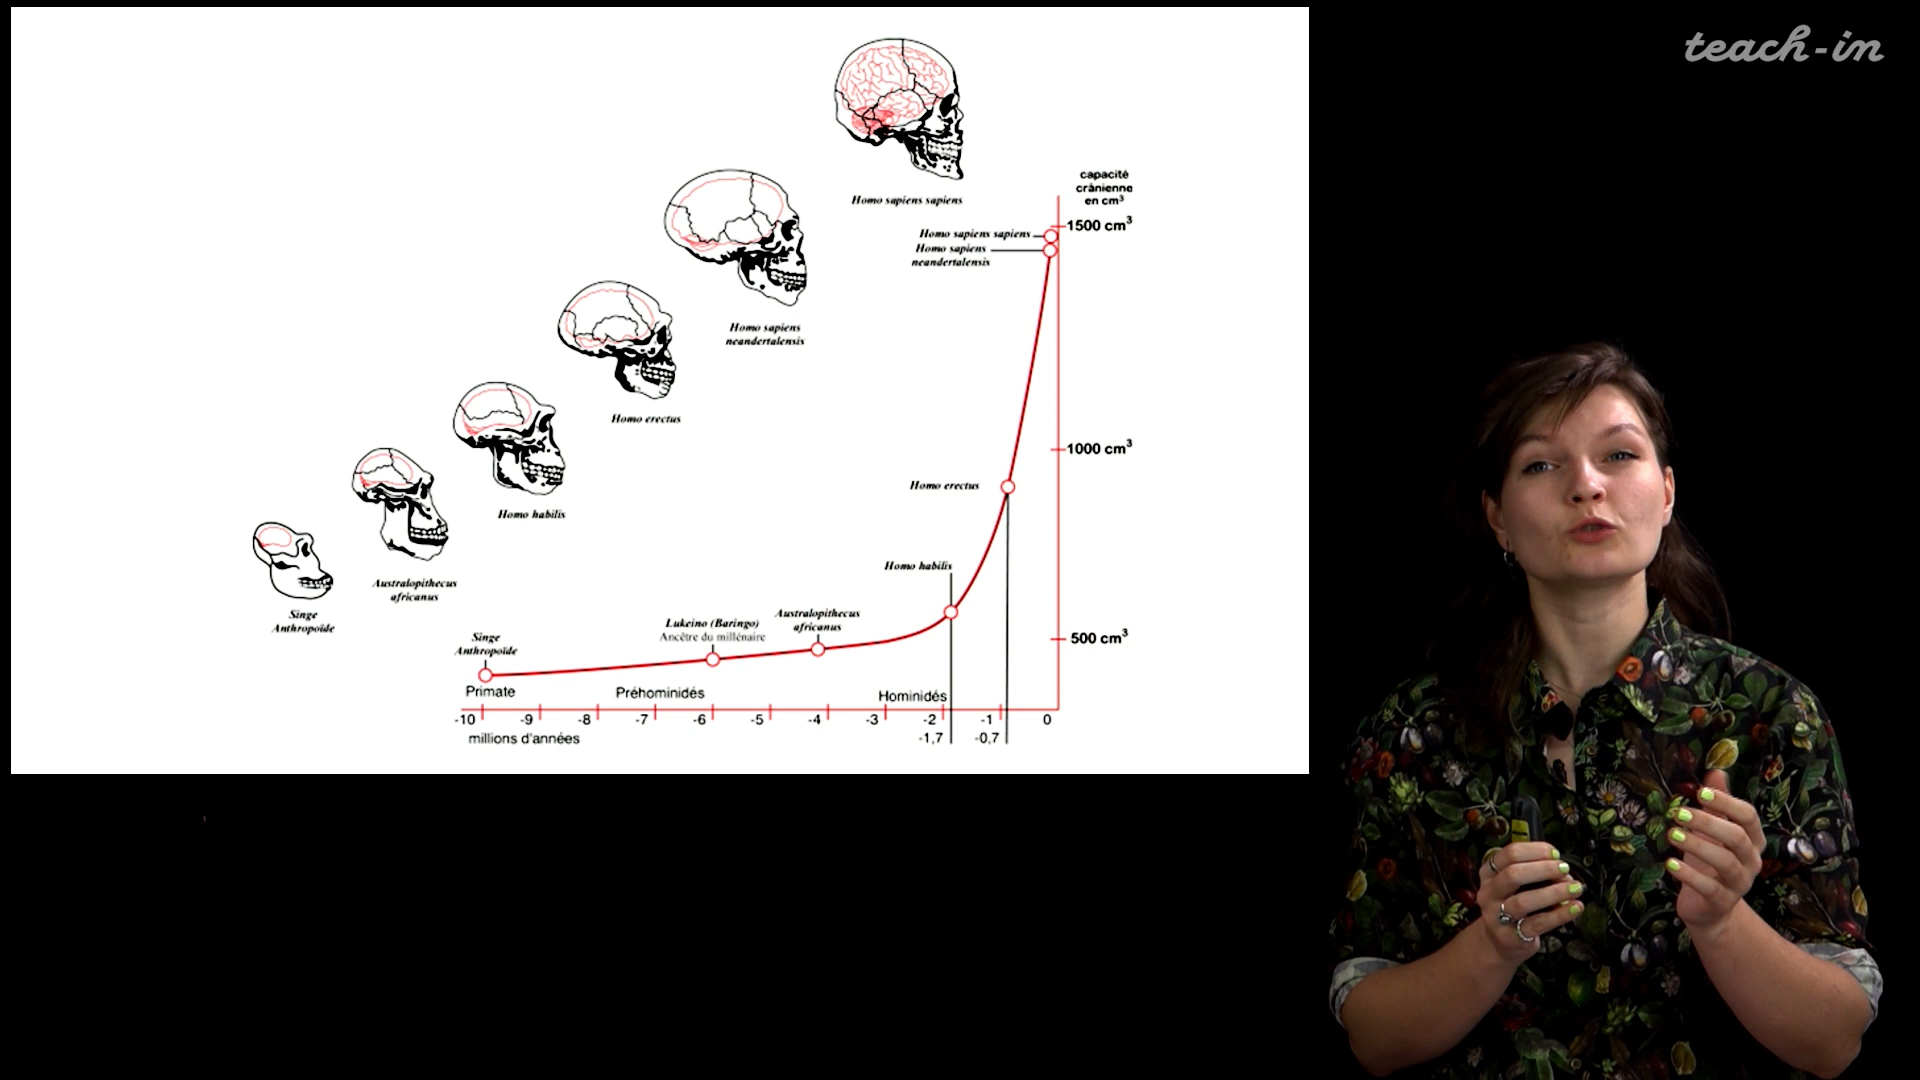 teach-in
Homo sapiens sapiens
Homo sapiens
neandertalensis
Homo erectus
Homo habilis
Australopithecus
africanus
Singe
Anthropoïde
capacité
crânienne
en cm³
1500 cm³
Homo sapiens sapiens
Homo sapiens
neandertalensis
1000 cm³
Homo erectus
Homo habilis
500 cm³
Australopithecus
africanus
Lukeino (Baringo)
Ancêtre du millénaire
Singe
Anthropoïde
Primate
Préhominidés
Hominidés
-10 -9 -8 -7 -6 -5 -4 -3 -2 -1 0
millions d'années
-1,7 -0,7